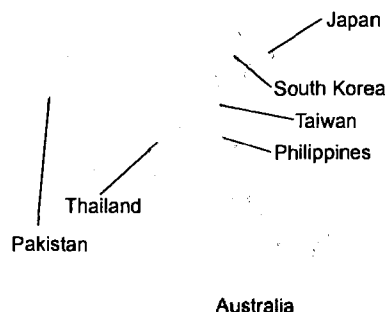 Japan
South Korea
Taiwan
Philippines
Thailand
Pakistan
Australia